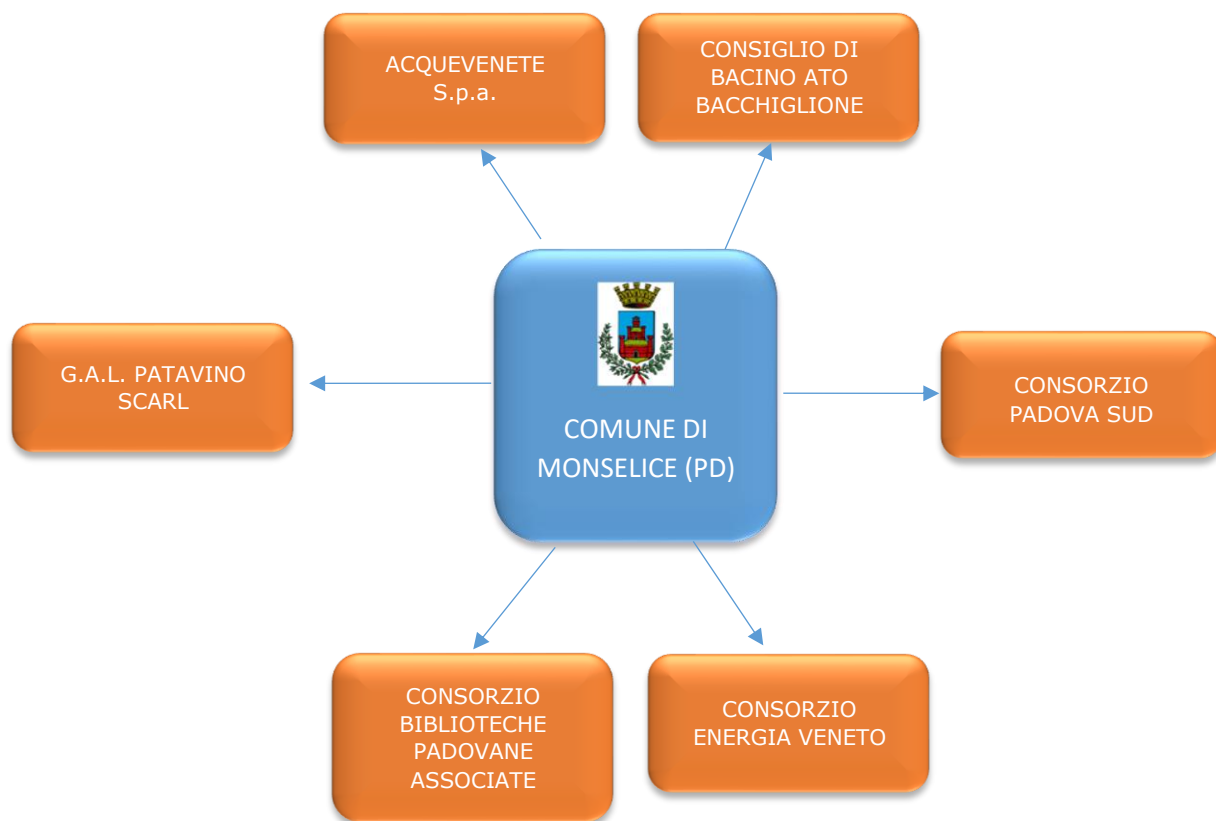 ACQUEVENETE
S.p.a.
CONSIGLIO DI
BACINO ATO
BACCHIGLIONE
G.A.L. PATAVINO
SCARL
COMUNE DI
MONSELICE (PD)
CONSORZIO
PADOVA SUD
CONSORZIO
BIBLIOTECHE
PADOVANE
ASSOCIATE
CONSORZIO
ENERGIA VENETO